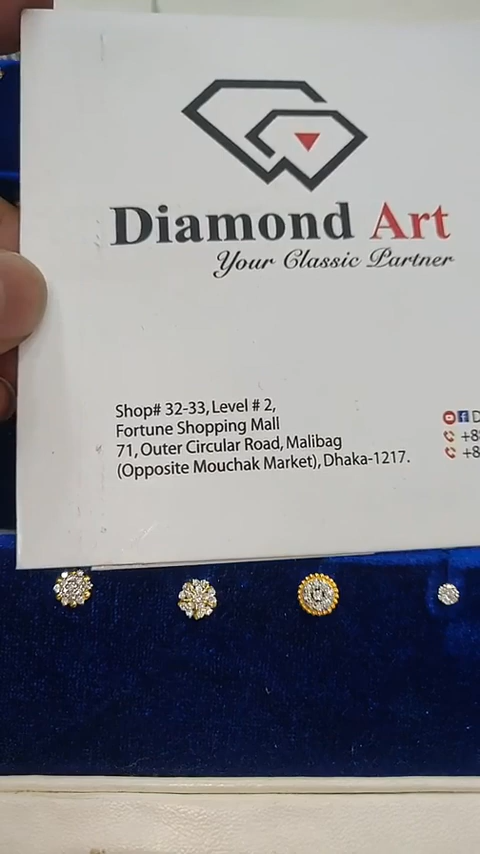 Diamond Art
Your Classic Partner
Shop# 32-33, Level # 2,
Fortune Shopping Mall
71, Outer Circular Road, Malibag
(Opposite Mouchak Market), Dhaka-1217.